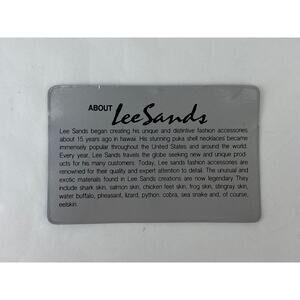 ABOUT LeeSands
Lee Sands began creating his unique and distintive fashion accessories
about 15 years ago in hawaii. His stunning puka shell necklaces became
immensely popular throughout the United States and around the world.
Every year, Lee Sands travels the globe seeking new and unique prod-
ucts for his many customers. Today, Lee sands fashion accessories are
renowned for their quality and expert attention to detail. The unusual and
exotic materials found in Lee Sands creations are now legendary. They
include shark skin, salmon skin, chicken feet skin, frog skin, stingray skin,
water buffalo, pheasant, lizard, python, cobra, sea snake and, of course,
eelskin.